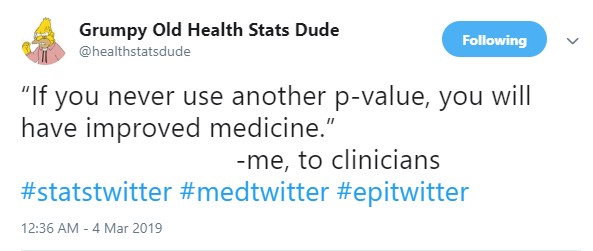 Grumpy Old Health Stats Dude
@healthstatsdude
Following
“If you never use another p-value, you will
have improved medicine.”
-me, to clinicians
#statstwitter #medtwitter #epitwitter
12:36 AM - 4 Mar 2019